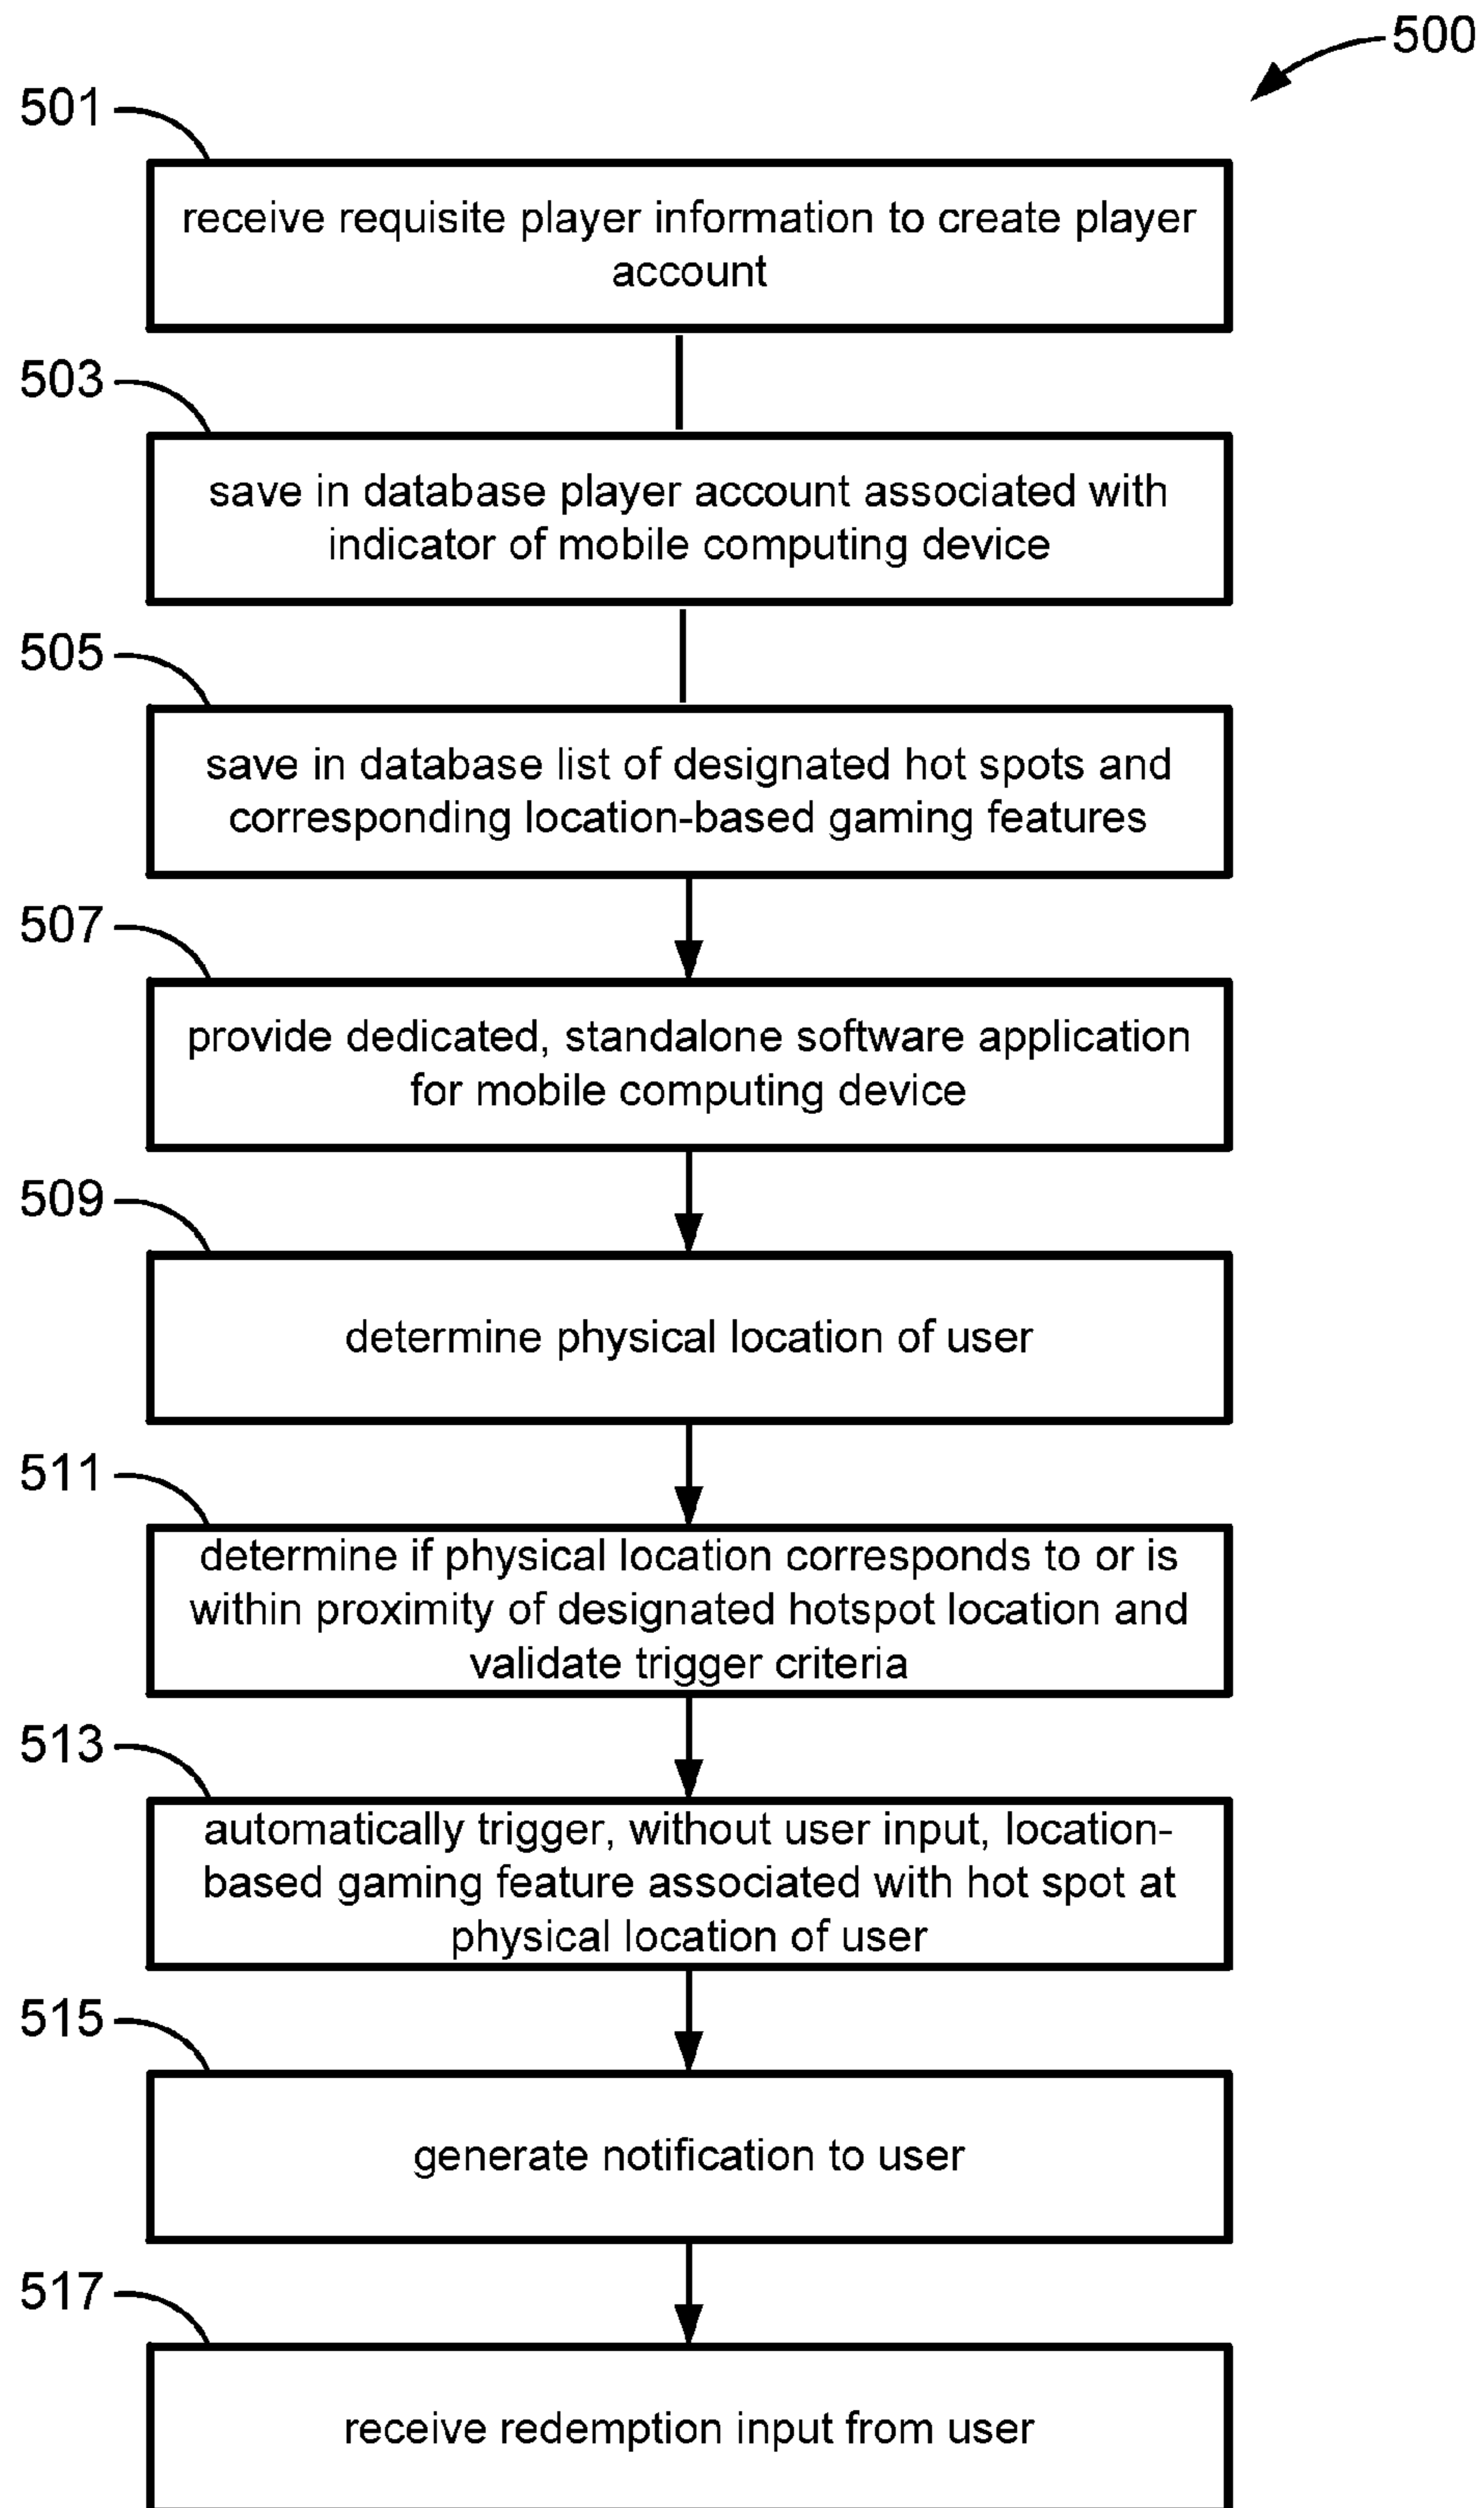 500
501
receive requisite player information to create player
account
503
save in database player account associated with
indicator of mobile computing device
505
save in database list of designated hot spots and
corresponding location-based gaming features
507
provide dedicated, standalone software application
for mobile computing device
509
determine physical location of user
511
determine if physical location corresponds to or is
within proximity of designated hotspot location and
validate trigger criteria
513
automatically trigger, without user input, location-
based gaming feature associated with hot spot at
physical location of user
515
generate notification to user
517
receive redemption input from user